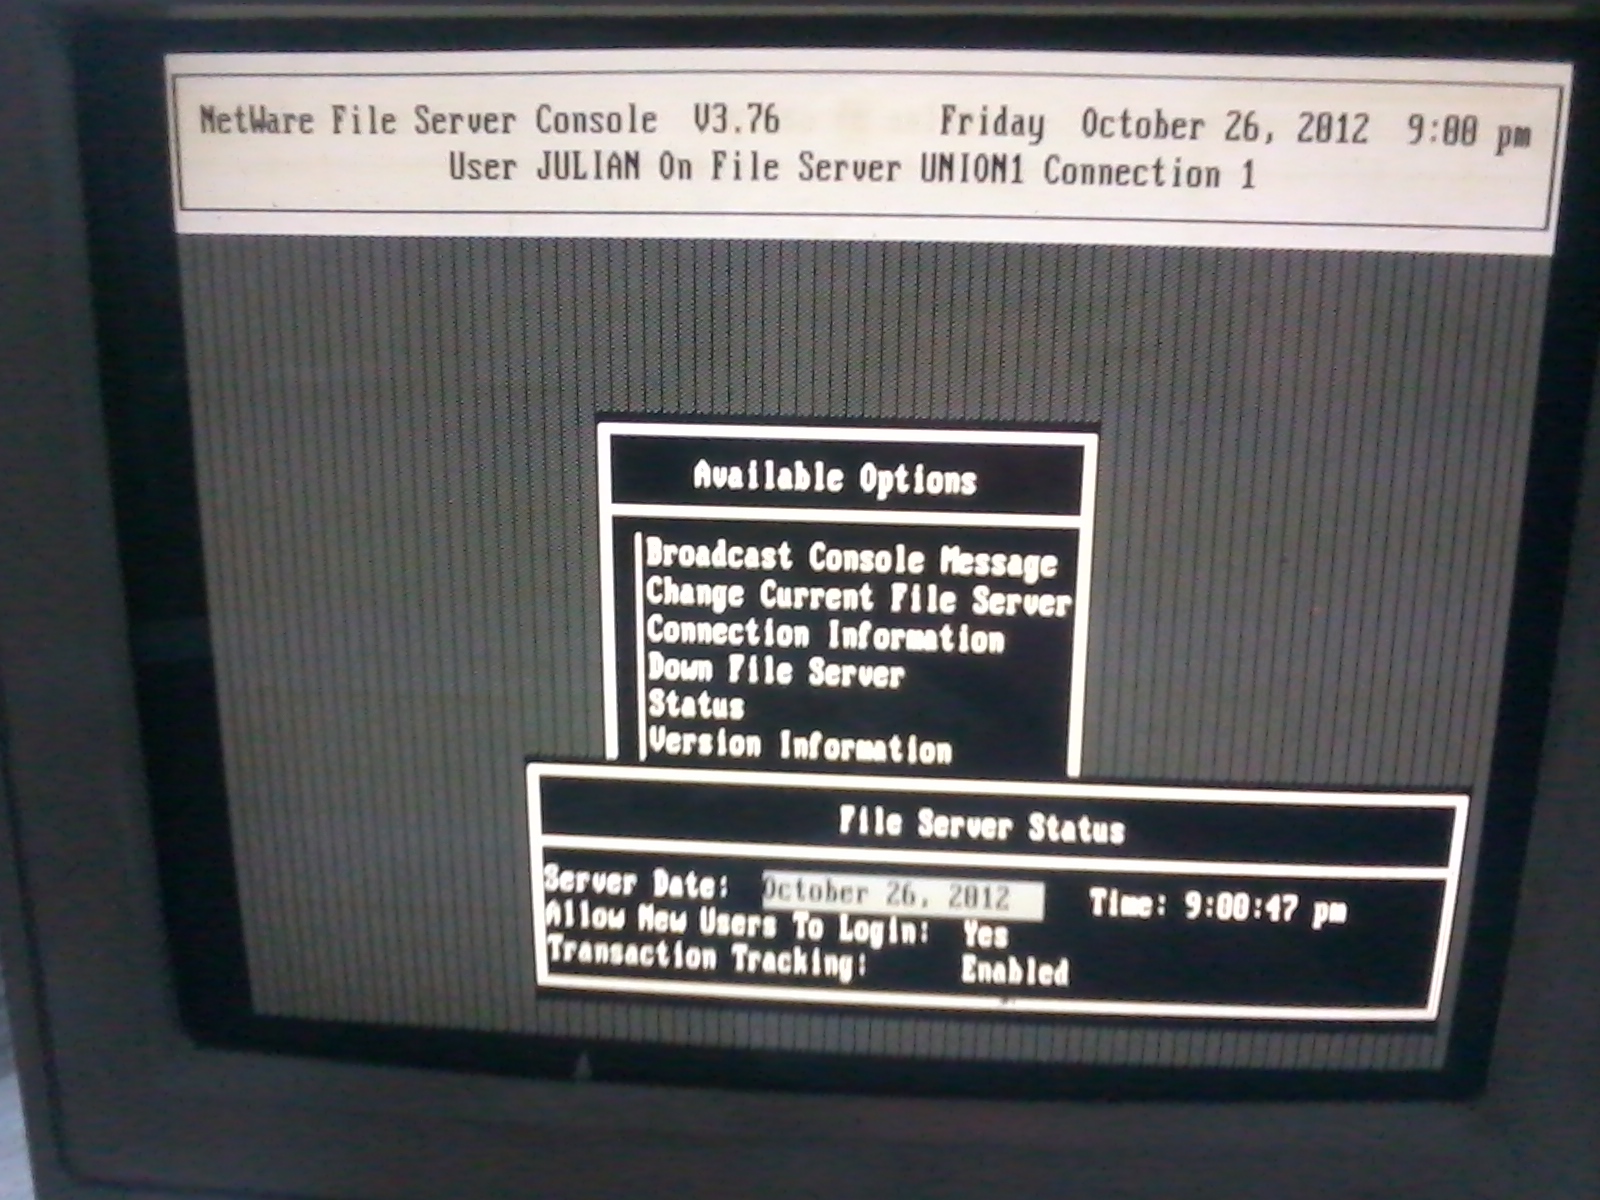 NetWare File Server Console  V3.76  Friday  October 26, 2012  9:00 pm
User JULIAN On File Server UNION1 Connection 1
Available Options
Broadcast Console Message
Change Current File Server
Connection Information
Down File Server
Status
Version Information
File Server Status
Server Date:  October 26, 2012  Time: 9:00:47 pm
Allow New Users To Login:  Yes
Transaction Tracking:  Enabled